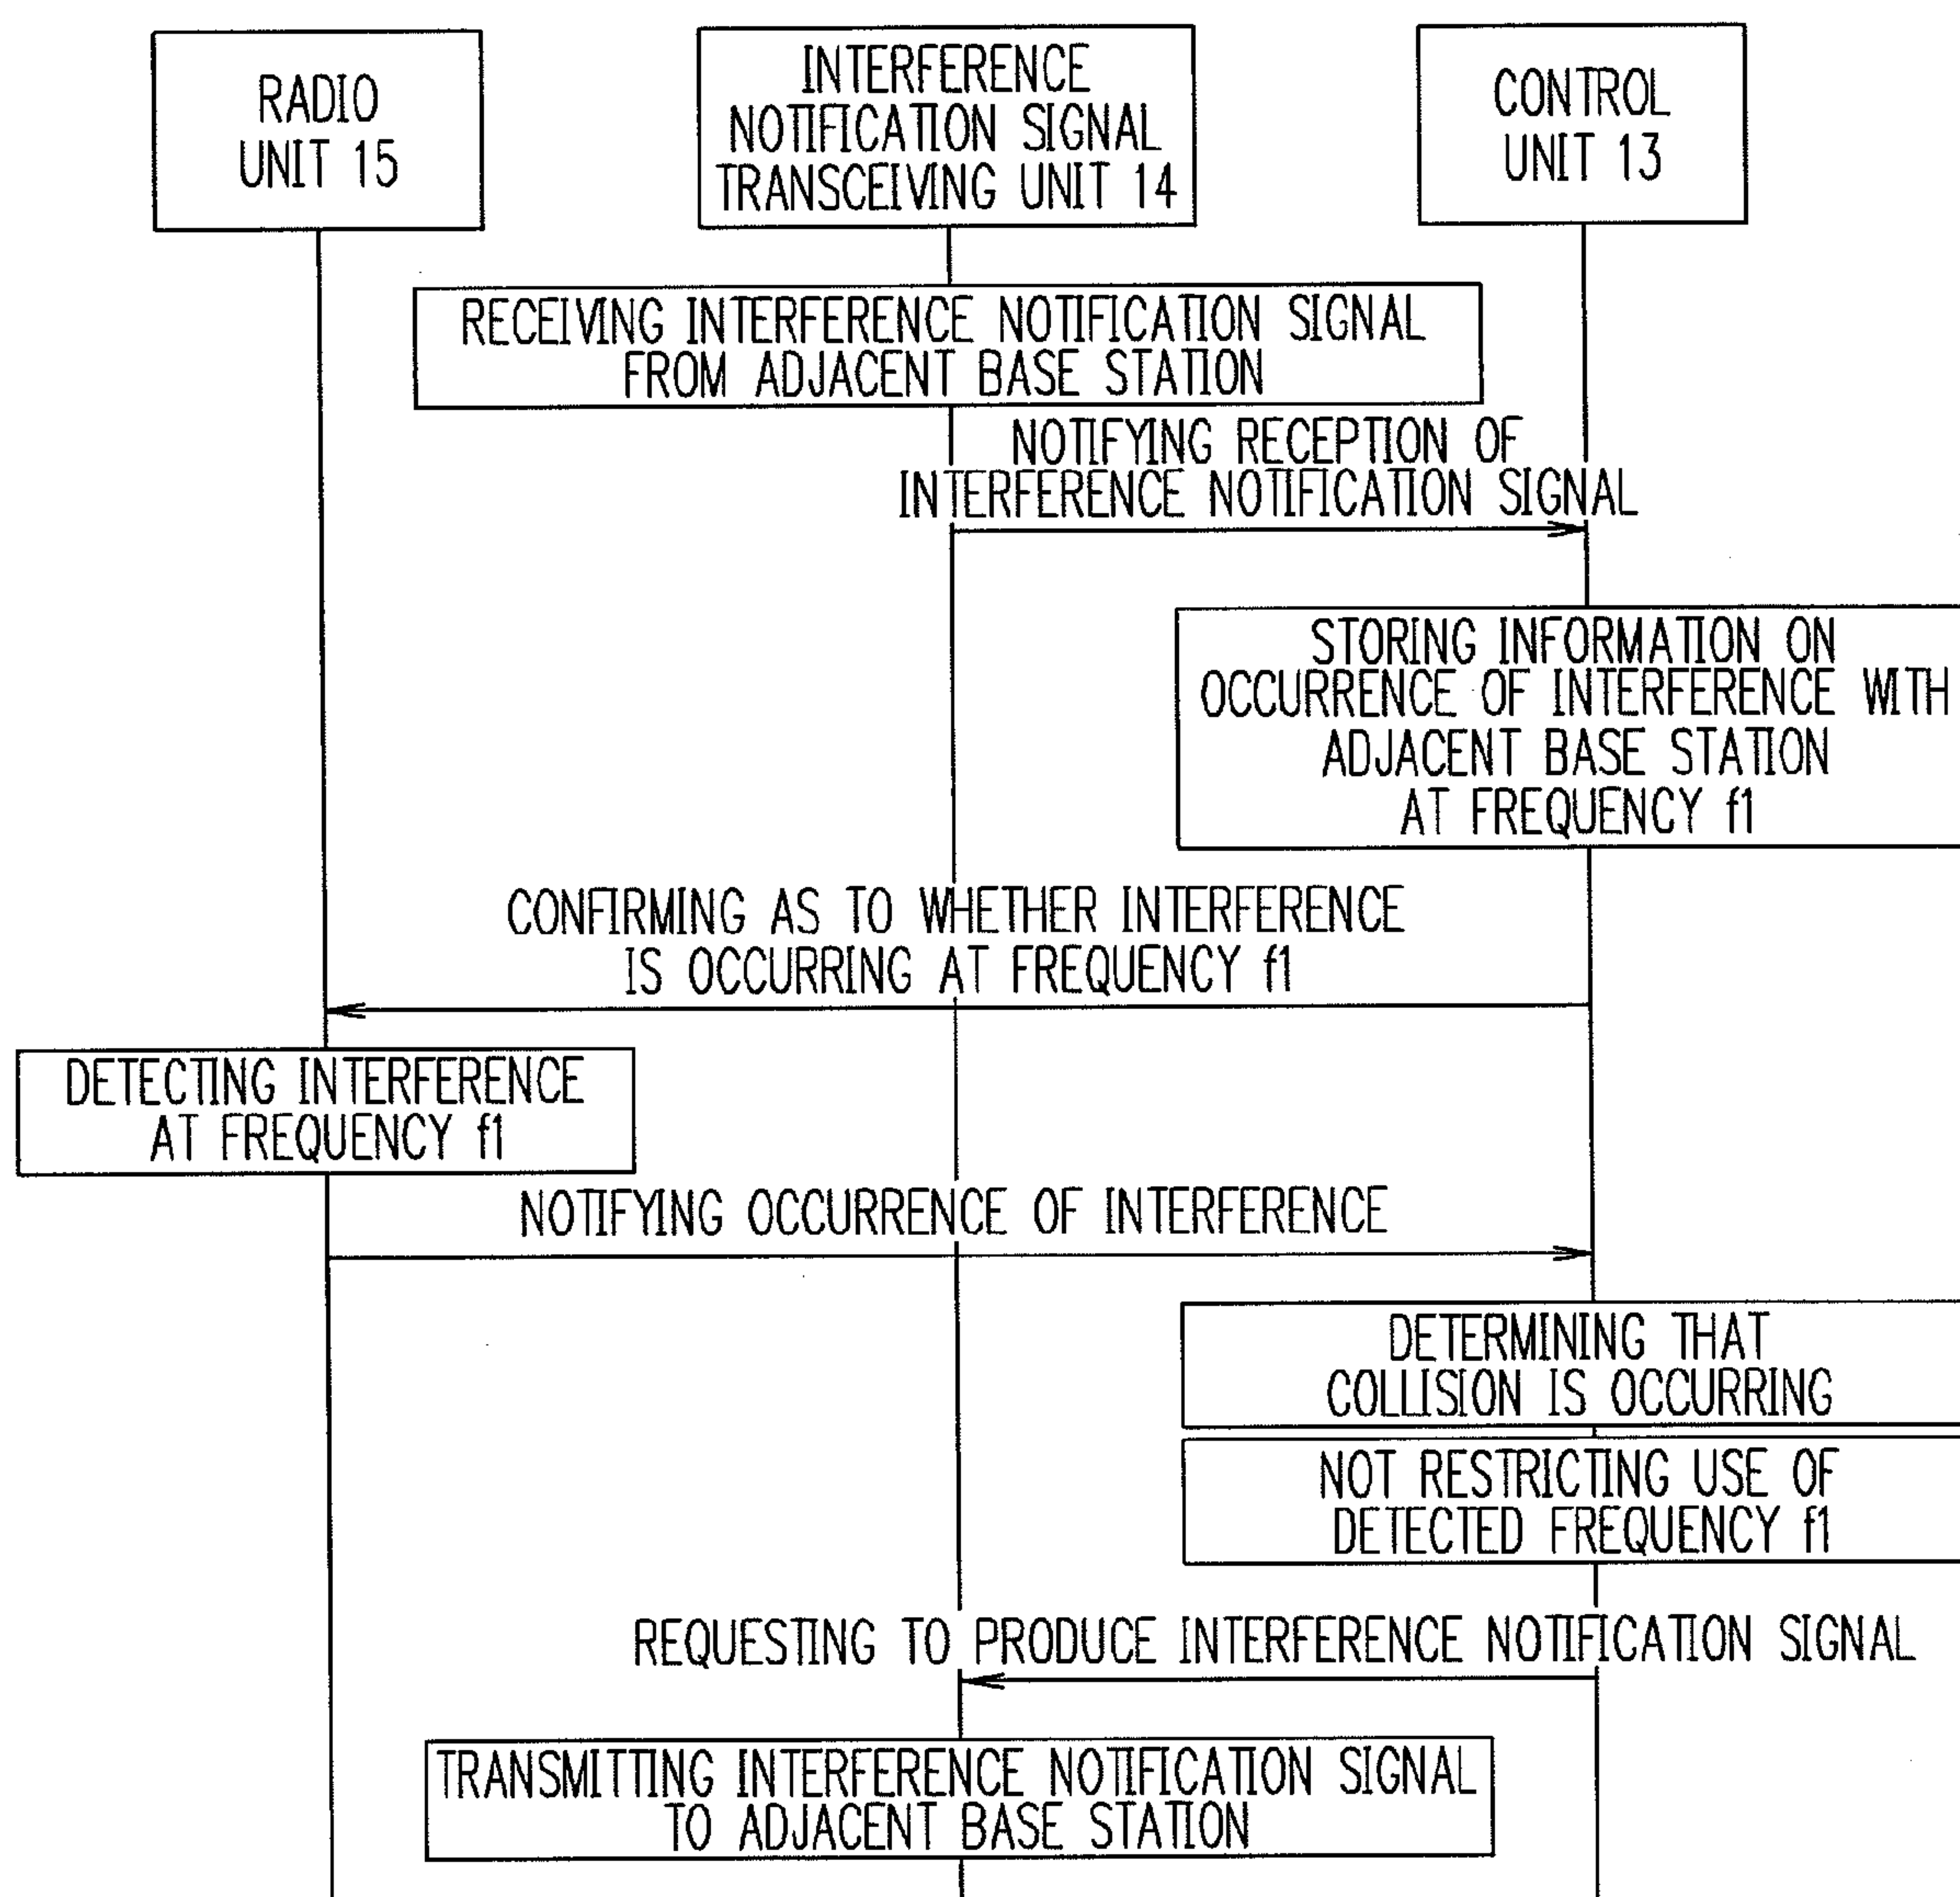 RADIO
UNIT 15
INTERFERENCE
NOTIFICATION SIGNAL
TRANSCEIVING UNIT 14
CONTROL
UNIT 13
RECEIVING INTERFERENCE NOTIFICATION SIGNAL
FROM ADJACENT BASE STATION
NOTIFYING RECEPTION OF
INTERFERENCE NOTIFICATION SIGNAL
STORING INFORMATION ON
OCCURRENCE OF INTERFERENCE WITH
ADJACENT BASE STATION
AT FREQUENCY f1
CONFIRMING AS TO WHETHER INTERFERENCE
IS OCCURRING AT FREQUENCY f1
DETECTING INTERFERENCE
AT FREQUENCY f1
NOTIFYING OCCURRENCE OF INTERFERENCE
DETERMINING THAT
COLLISION IS OCCURRING
NOT RESTRICTING USE OF
DETECTED FREQUENCY f1
REQUESTING TO PRODUCE INTERFERENCE NOTIFICATION SIGNAL
TRANSMITTING INTERFERENCE NOTIFICATION SIGNAL
TO ADJACENT BASE STATION